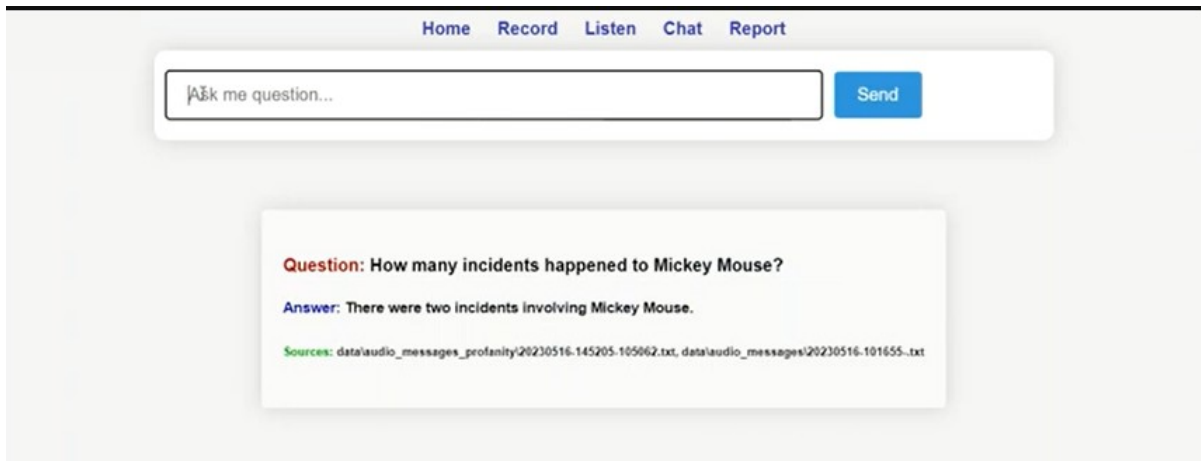 Home Record Listen Chat Report
Ask me question...
Send
Question: How many incidents happened to Mickey Mouse?
Answer: There were two incidents involving Mickey Mouse.
Sources: data\audio_messages_profanity\20230516-145205-105062.txt, data\audio_messages\20230516-101655-.txt